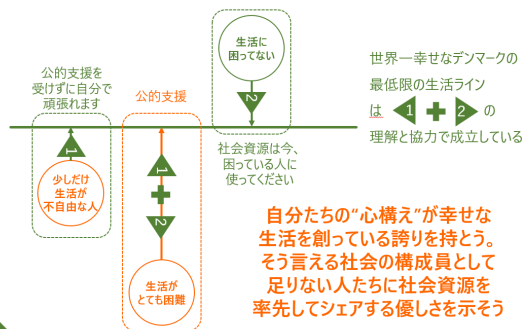 公的支援を
受けずに自分で
頑張れます
1
少しだけ
生活が
不自由な人
公的支援
1
2
生活が
とても困難
生活に
困ってない
2
社会資源は今、
困っている人に
使ってください
世界一幸せなデンマークの
最低限の生活ライン
は 1 + 2 の
理解と協力で成立している
自分たちの“心構え”が幸せな
生活を創っている誇りを持とう。
そう言える社会の構成員として
足りない人たちに社会資源を
率先してシェアする優しさを示そう